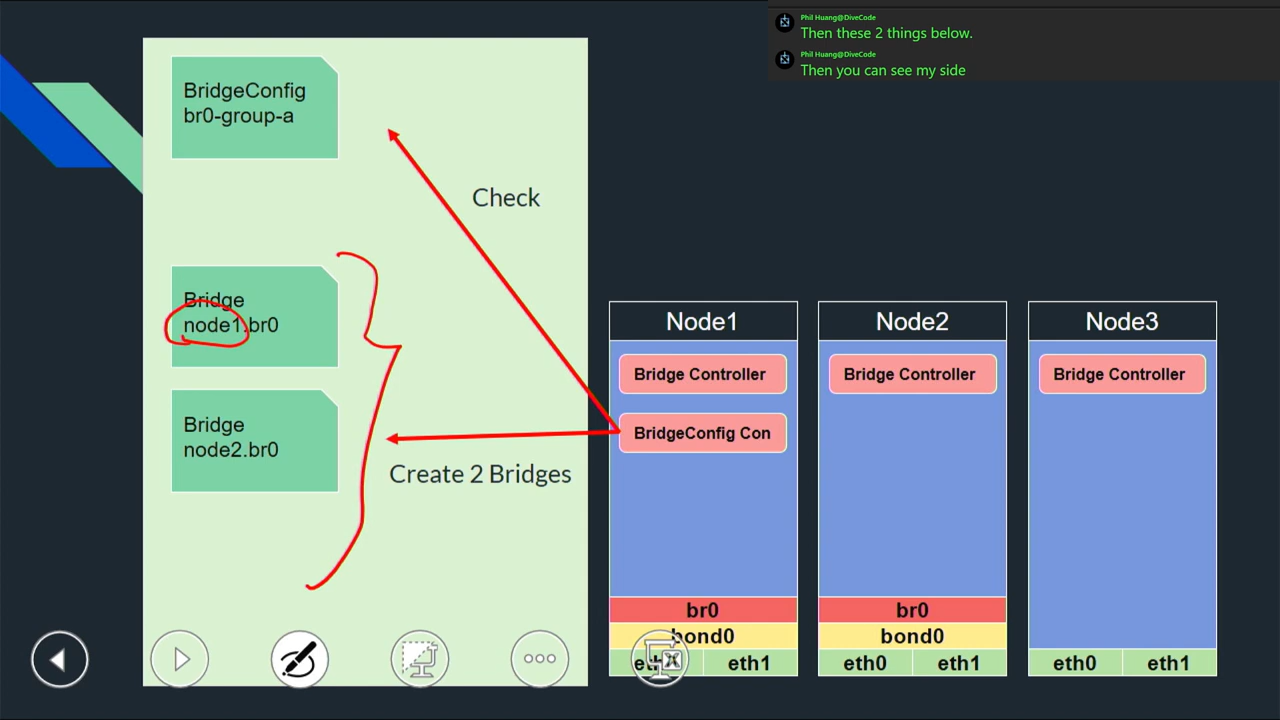 Phil Huang@DiveCode
Then these 2 things below.
Phil Huang@DiveCode
Then you can see my side
BridgeConfig
br0-group-a
Check
Bridge
node1.br0
Bridge
node2.br0
Create 2 Bridges
Node1
Bridge Controller
BridgeConfig Con
br0
bond0
eth1
Node2
Bridge Controller
br0
bond0
eth0
eth1
Node3
Bridge Controller
eth0
eth1